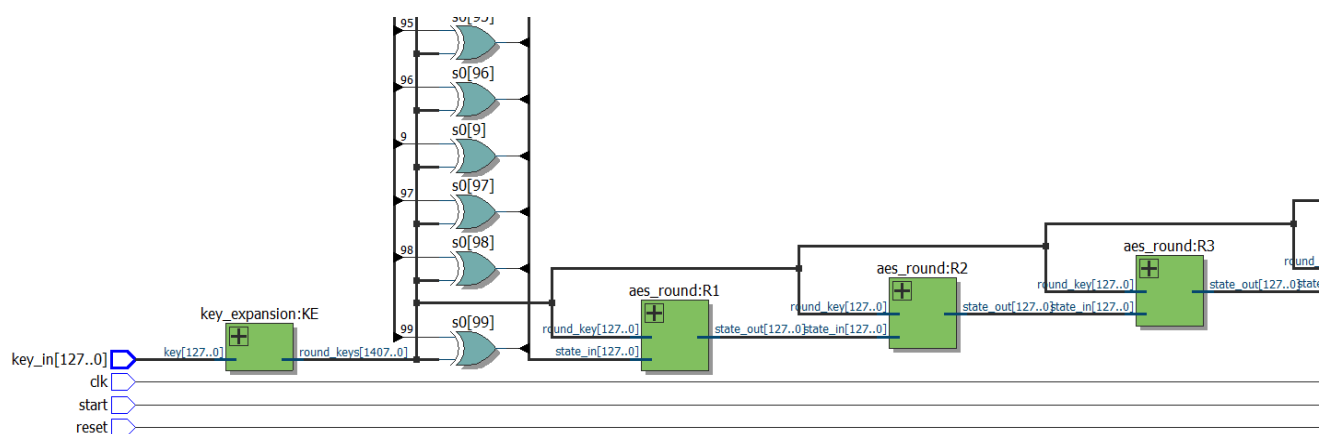 95
s0[95]
96
s0[96]
9
s0[9]
97
s0[97]
98
s0[98]
99
s0[99]
key_expansion:KE
key[127..0]
round_keys[1407..0]
aes_round:R1
round_key[127..0]
state_in[127..0]
state_out[127..0]
aes_round:R2
round_key[127..0]
state_in[127..0]
state_out[127..0]
aes_round:R3
round_key[127..0]
state_in[127..0]
state_out[127..0]
round_
state
key_in[127..0]
clk
start
reset